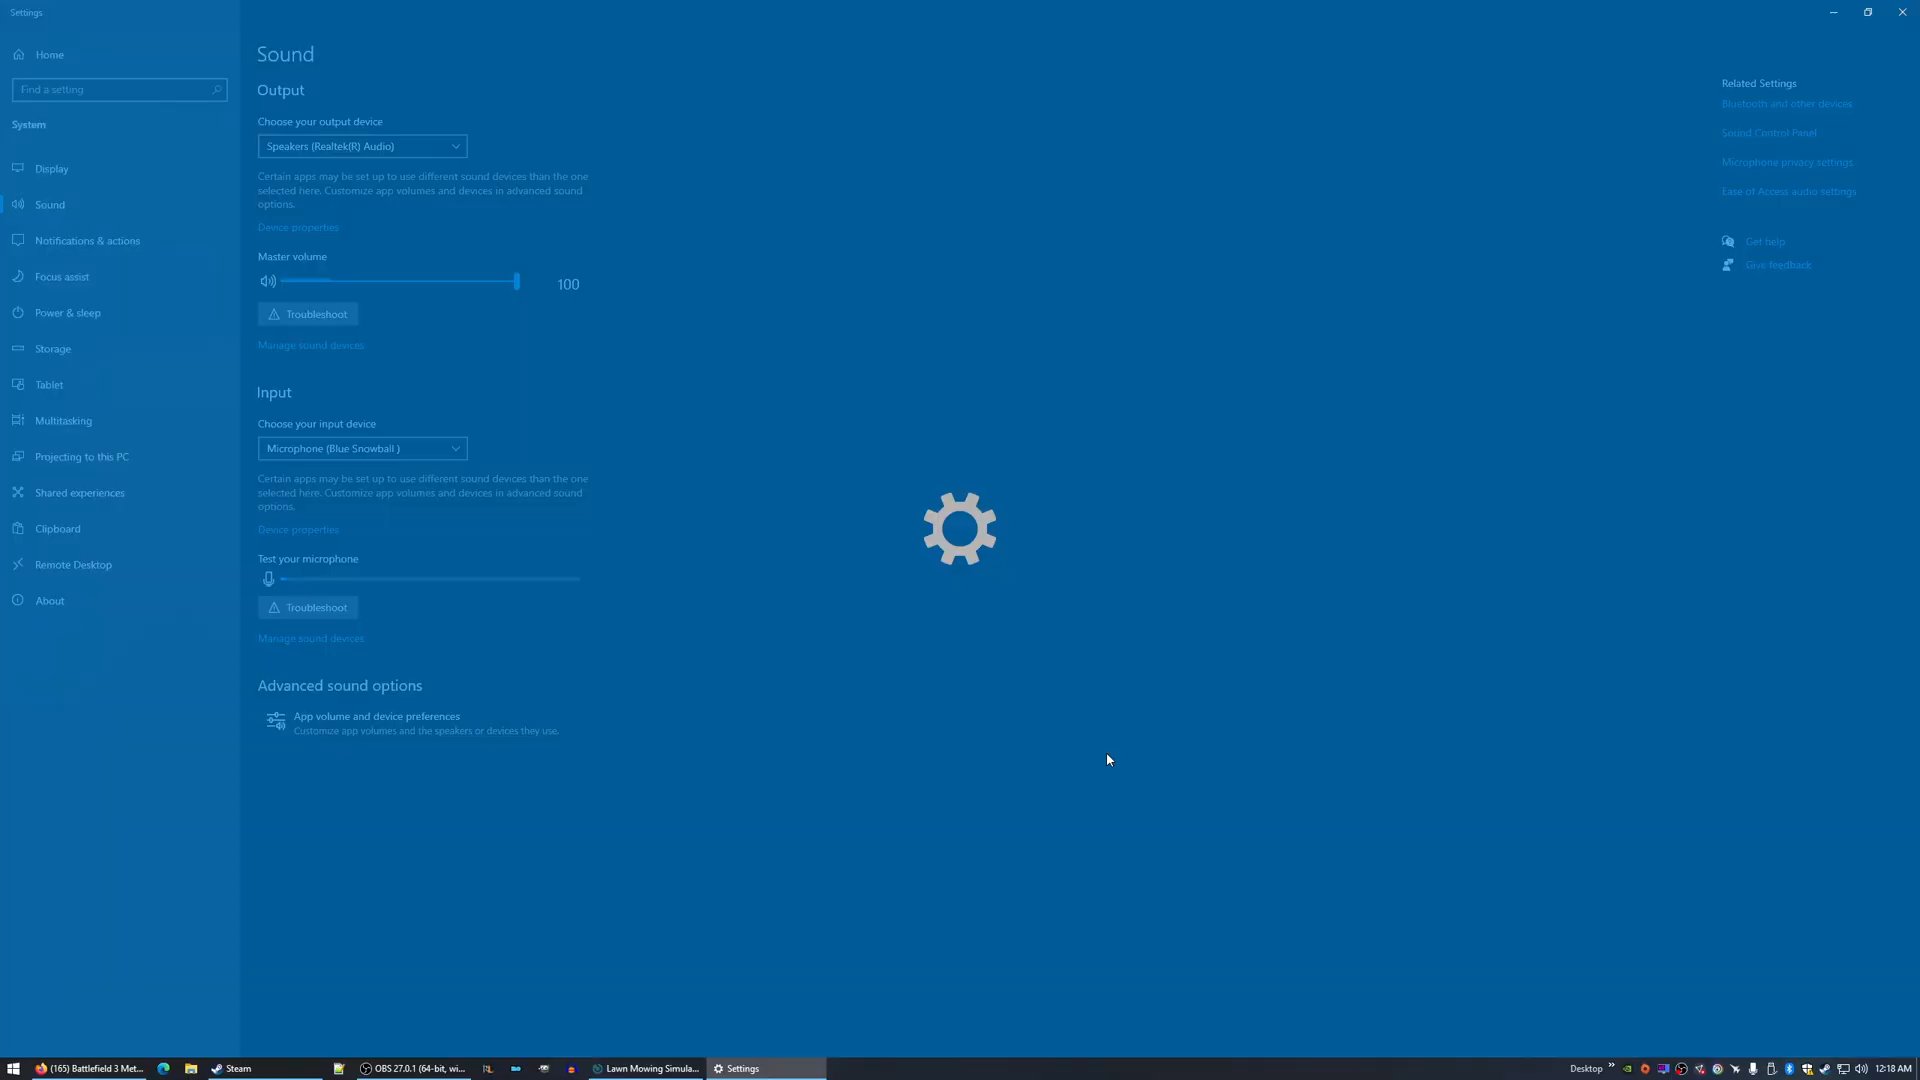 Settings
Home
Find a setting
System
Display
Sound
Notifications & actions
Focus assist
Power & sleep
Storage
Tablet
Multitasking
Projecting to this PC
Shared experiences
Clipboard
Remote Desktop
About
Sound
Output
Choose your output device
Speakers (Realtek(R) Audio)
Certain apps may be set up to use different sound devices than the one
selected here. Customize app volumes and devices in advanced sound
options.
Device properties
Master volume
100
Troubleshoot
Manage sound devices
Input
Choose your input device
Microphone (Blue Snowball )
Certain apps may be set up to use different sound devices than the one
selected here. Customize app volumes and devices in advanced sound
options.
Device properties
Test your microphone
Troubleshoot
Manage sound devices
Advanced sound options
App volume and device preferences
Customize app volumes and the speakers or devices they use.
Related Settings
Bluetooth and other devices
Sound Control Panel
Microphone privacy settings
Ease of Access audio settings
Get help
Give feedback
(165) Battlefield 3 Met...
Steam
OBS 27.0.1 (64-bit, wi...
Lawn Mowing Simula...
Settings
Desktop
12:18 AM